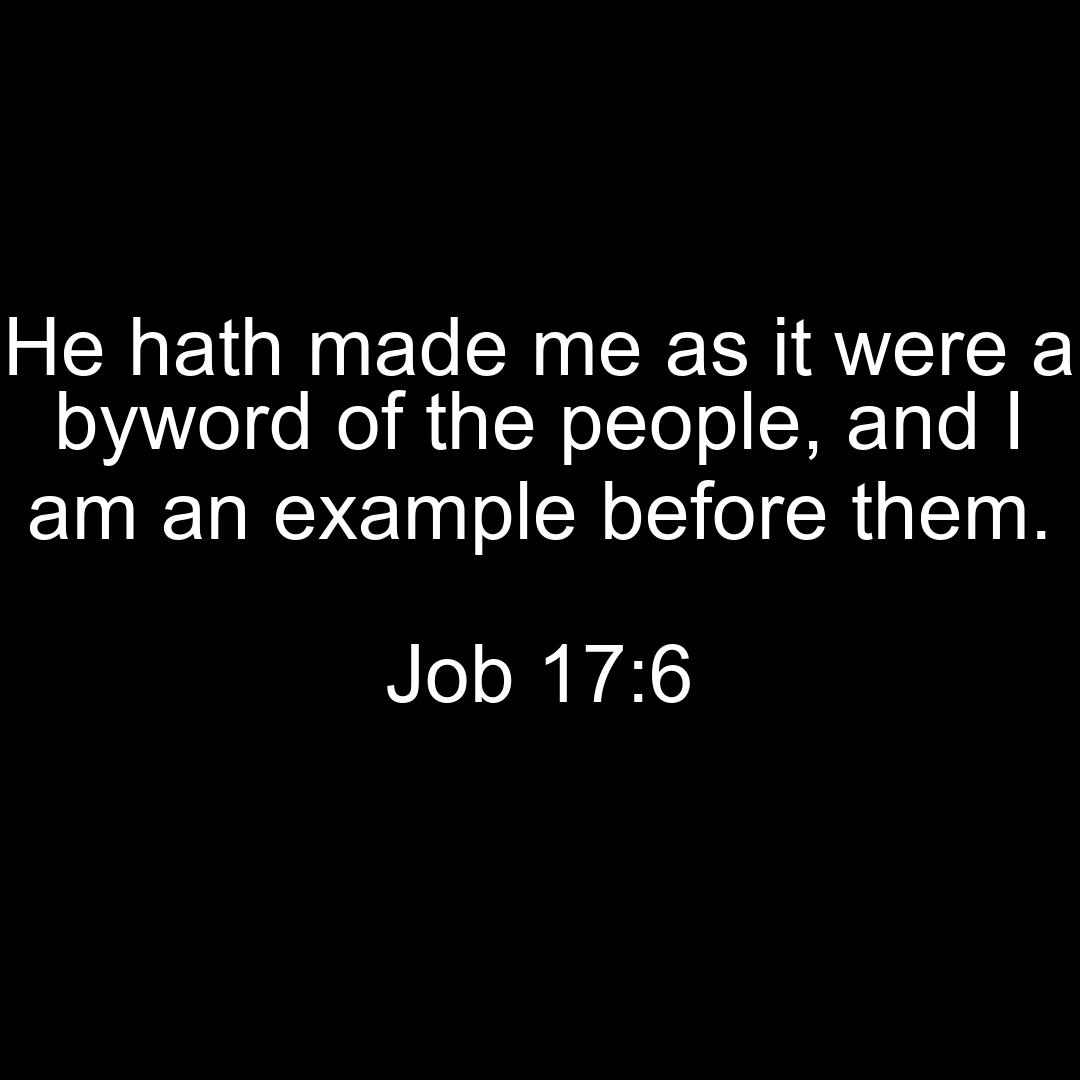 He hath made me as it were a
byword of the people, and I
am an example before them.
Job 17:6